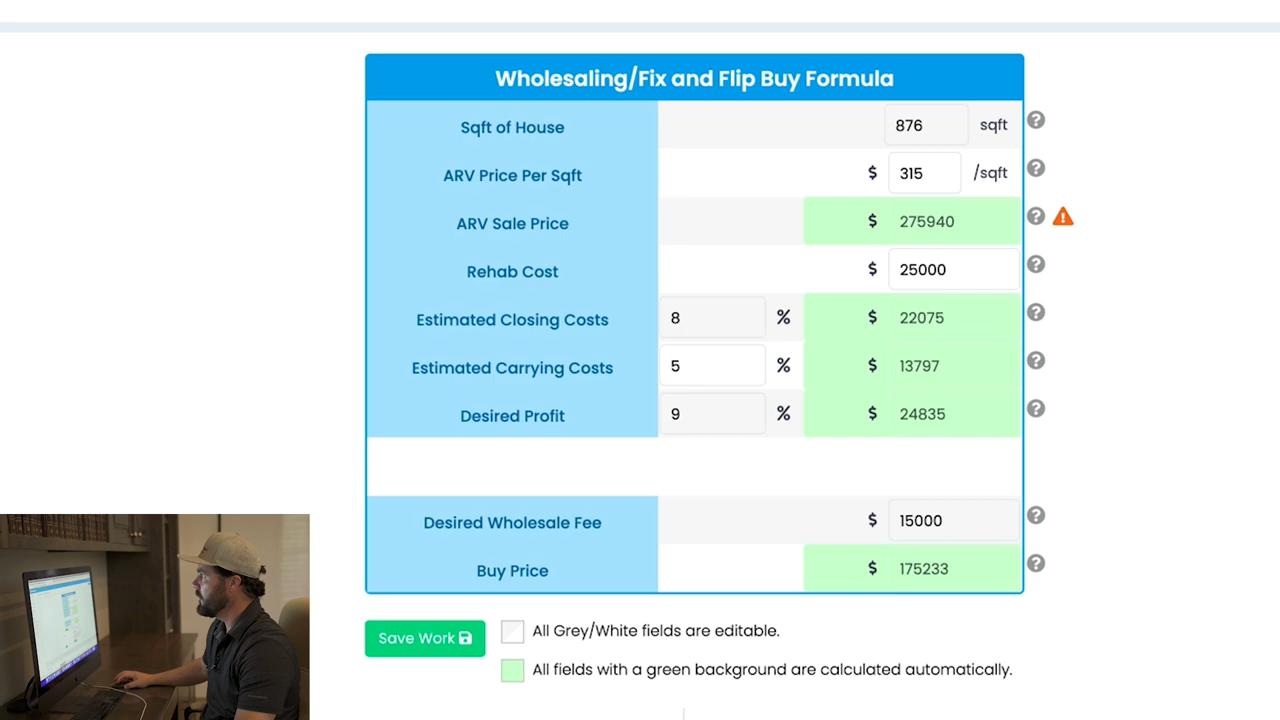 Wholesaling/Fix and Flip Buy Formula
Sqft of House 876 sqft ?
ARV Price Per Sqft $ 315 /sqft ?
ARV Sale Price $ 275940 ? !
Rehab Cost $ 25000 ?
Estimated Closing Costs 8 % $ 22075 ?
Estimated Carrying Costs 5 % $ 13797 ?
Desired Profit 9 % $ 24835 ?
Desired Wholesale Fee $ 15000 ?
Buy Price $ 175233 ?
Save Work
All Grey/White fields are editable.
All fields with a green background are calculated automatically.